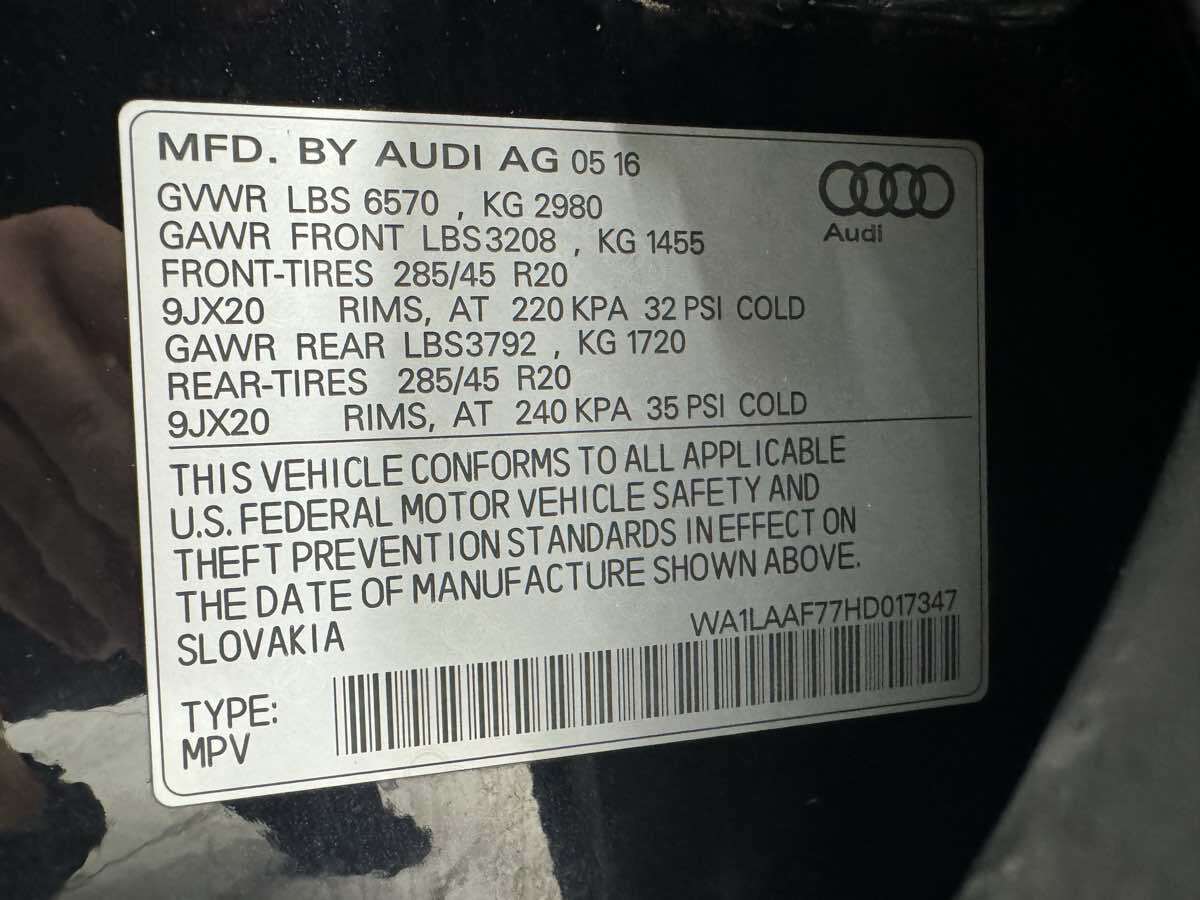 MFD. BY AUDI AG 05 16
Audi
GVWR LBS 6570 , KG 2980
GAWR FRONT LBS3208 , KG 1455
FRONT-TIRES 285/45 R20
9JX20 RIMS, AT 220 KPA 32 PSI COLD
GAWR REAR LBS3792 , KG 1720
REAR-TIRES 285/45 R20
9JX20 RIMS, AT 240 KPA 35 PSI COLD
THIS VEHICLE CONFORMS TO ALL APPLICABLE
U.S. FEDERAL MOTOR VEHICLE SAFETY AND
THEFT PREVENTION STANDARDS IN EFFECT ON
THE DATE OF MANUFACTURE SHOWN ABOVE.
SLOVAKIA
WA1LAAF77HD017347
TYPE:
MPV